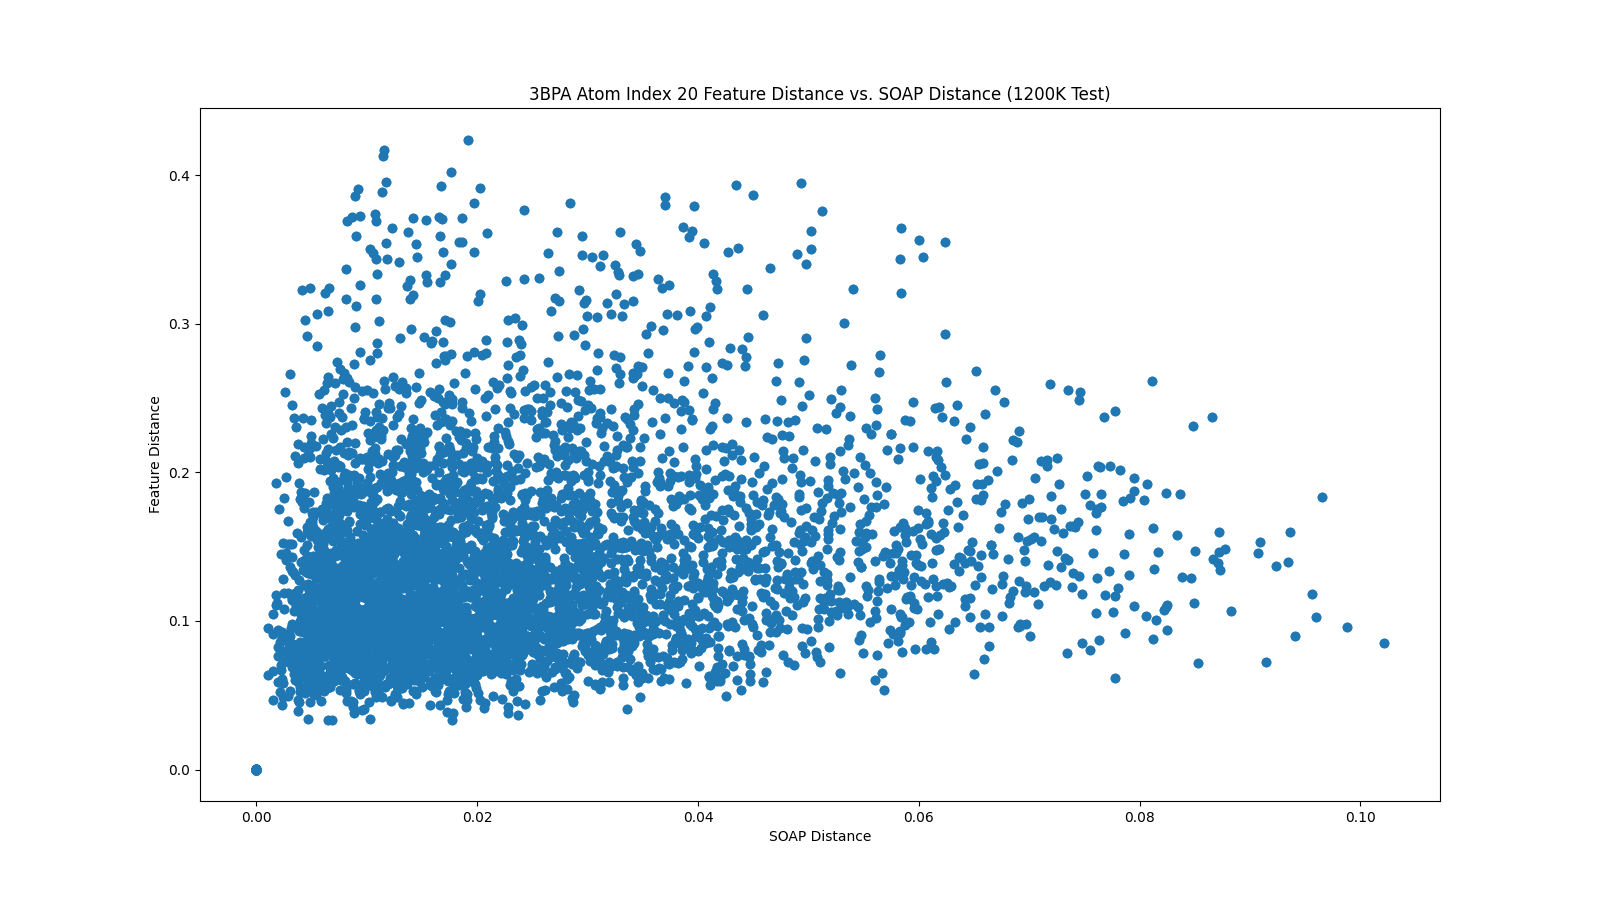 3BPA Atom Index 20 Feature Distance vs. SOAP Distance (1200K Test)
0.4
0.3
0.2
0.1
0.0
Feature Distance
0.00 0.02 0.04 0.06 0.08 0.10
SOAP Distance